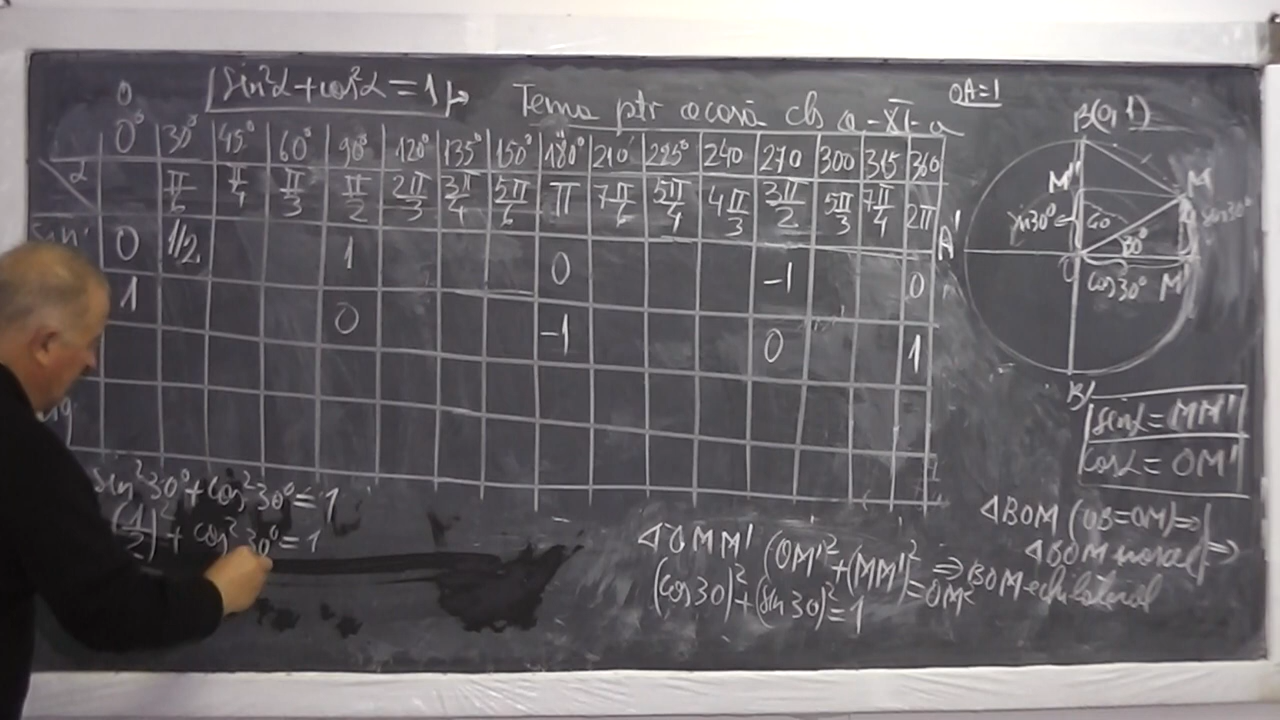 sin²α + cos²α = 1
Tema ptr acasă cls a-XI-a
OA = 1
0
0° 30° 45° 60° 90° 120° 135° 150° 180° 210° 225° 240 270 300 315 360
α π/6 π/4 π/3 π/2 2π/3 3π/4 5π/6 π 7π/6 5π/4 4π/3 3π/2 5π/3 7π/4 2π
sin 0 1/2 1 0 -1 0
1 0 -1 0 1
B(0,1)
M'' M
sin30° 60 30° sin30°
A' O cos30° M'
B'
sinα = MM'
cosα = OM'
sin²30° + cos²30° = 1
(1/2)² + cos²30° = 1
ΔOMM' (OM')² + (MM')² = OM²
(cos30)² + (sin30)² = 1
ΔBOM (OB=OM) ⇒
ΔBOM ⇒
⇒ BOM echilateral